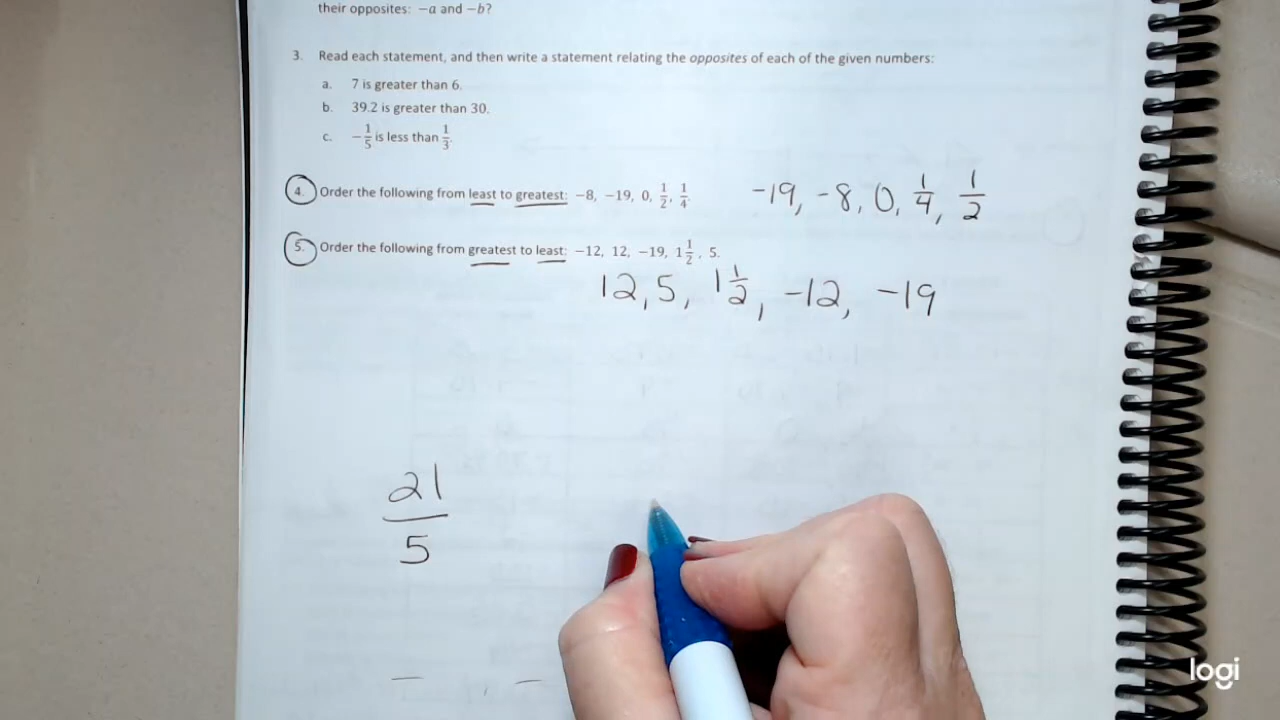 their opposites: −a and −b?
3. Read each statement, and then write a statement relating the opposites of each of the given numbers:
a. 7 is greater than 6.
b. 39.2 is greater than 30.
c. −1/5 is less than 1/3.
4. Order the following from least to greatest: −8, −19, 0, 1/2, 1/4 -19, -8, 0, 1/4, 1/2
5. Order the following from greatest to least: −12, 12, −19, 1 1/2, 5.
12, 5, 1 1/2, -12, -19
21/5
logi